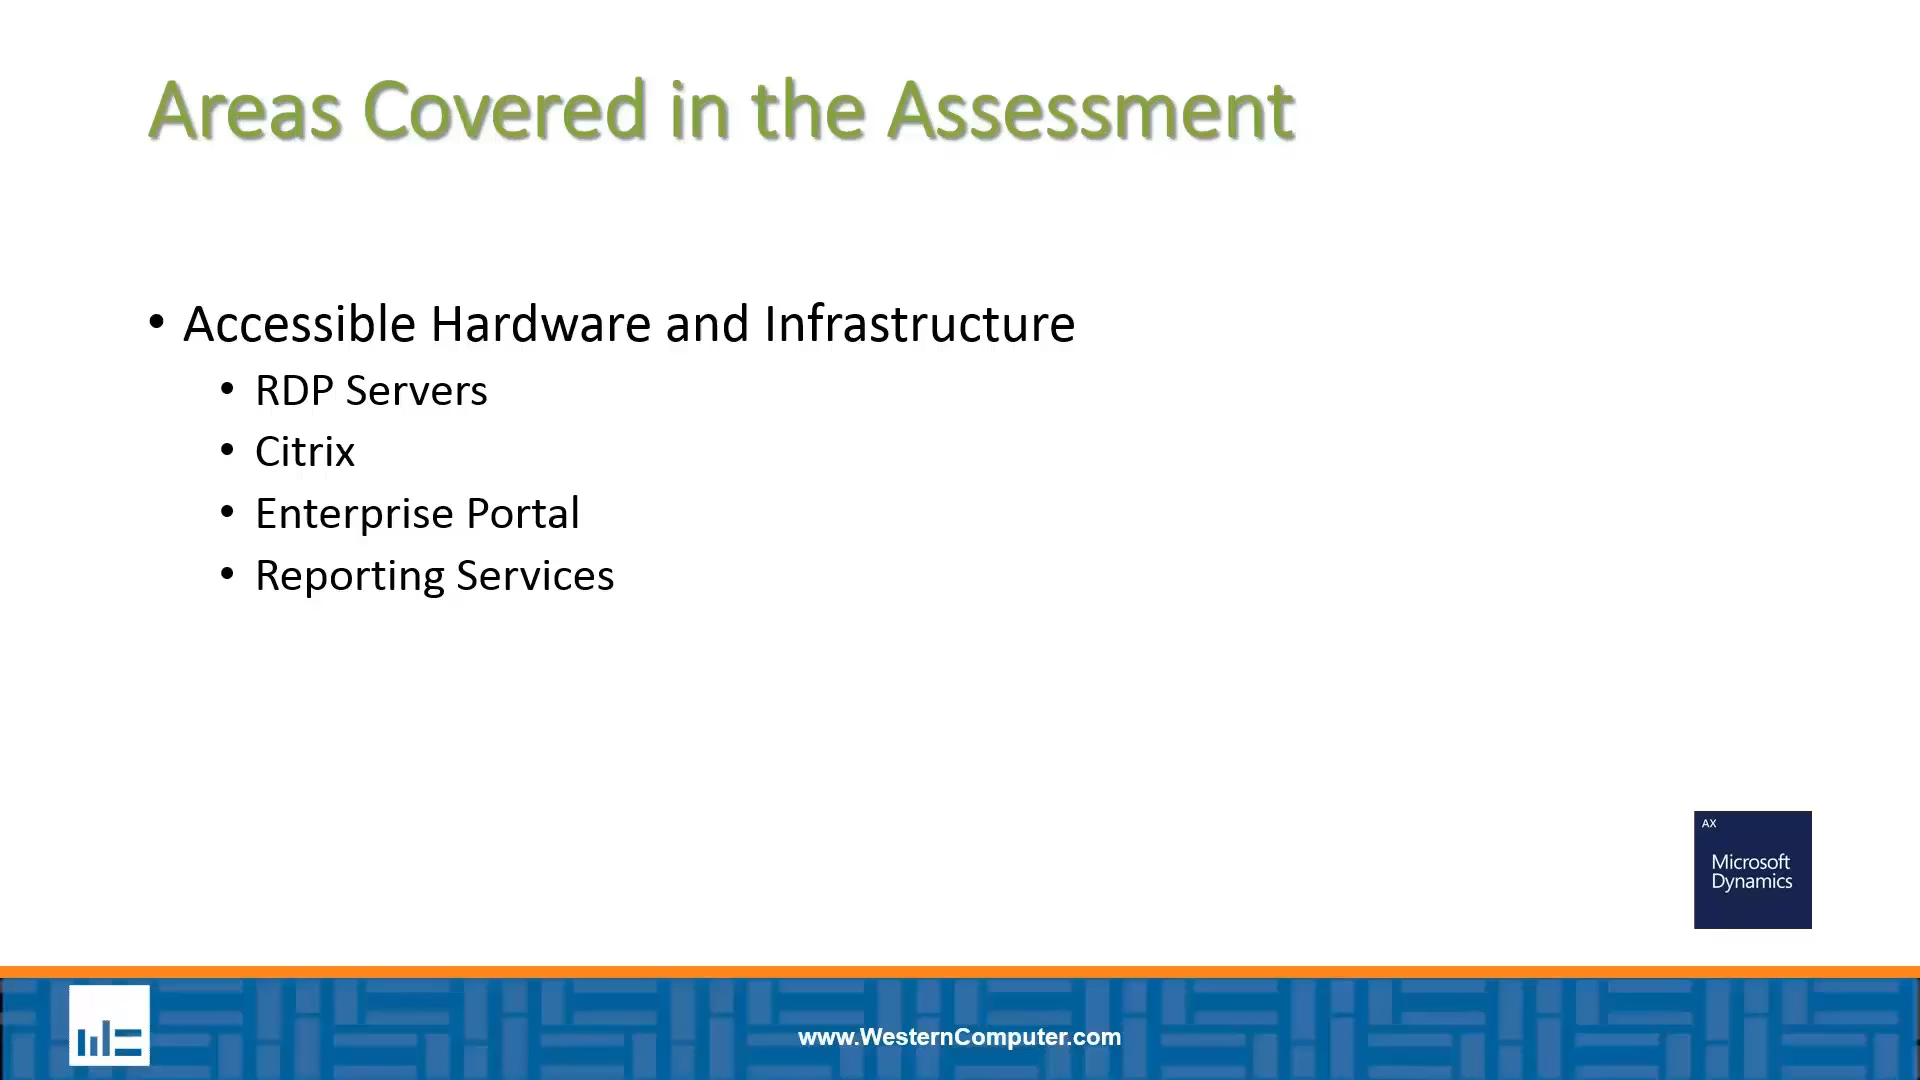 Areas Covered in the Assessment
• Accessible Hardware and Infrastructure
• RDP Servers
• Citrix
• Enterprise Portal
• Reporting Services
AX
Microsoft
Dynamics
www.WesternComputer.com